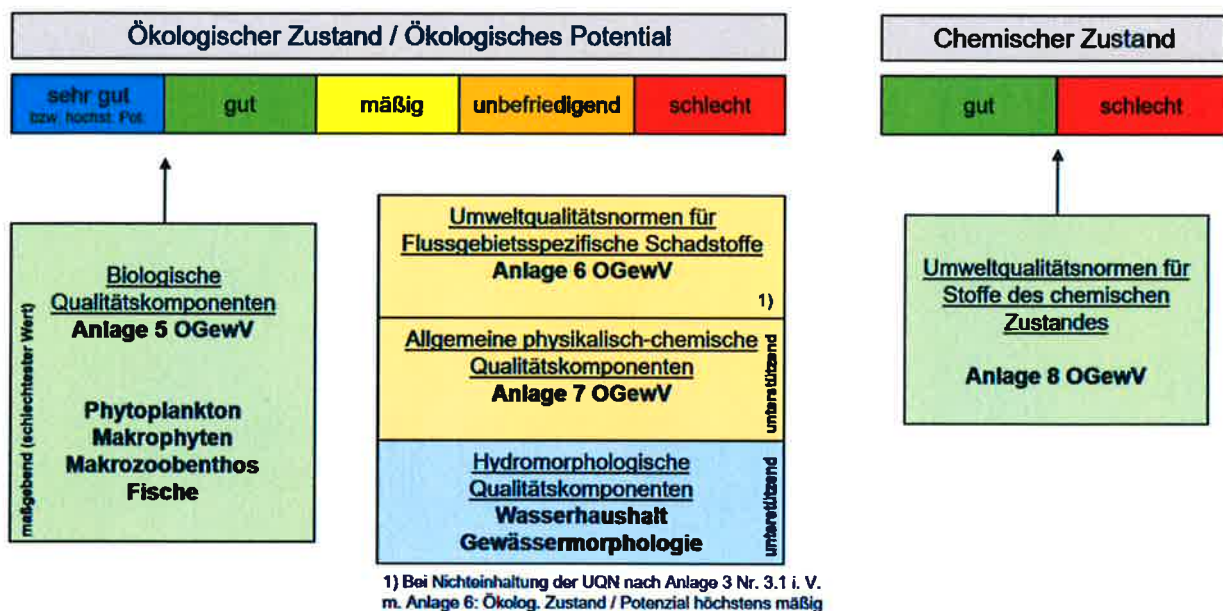 Ökologischer Zustand / Ökologisches Potential
sehr gut
bzw. höchst. Pot.
gut
mäßig
unbefriedigend
schlecht
maßgebend (schlechtester Wert)
Biologische
Qualitätskomponenten
Anlage 5 OGewV
Phytoplankton
Makrophyten
Makrozoobenthos
Fische
Umweltqualitätsnormen für
Flussgebietsspezifische Schadstoffe
Anlage 6 OGewV
1)
Allgemeine physikalisch-chemische
Qualitätskomponenten
Anlage 7 OGewV
unterstützend
Hydromorphologische
Qualitätskomponenten
Wasserhaushalt
Gewässermorphologie
unterstützend
1) Bei Nichteinhaltung der UQN nach Anlage 3 Nr. 3.1 i. V.
m. Anlage 6: Ökolog. Zustand / Potenzial höchstens mäßig
Chemischer Zustand
gut
schlecht
Umweltqualitätsnormen für
Stoffe des chemischen
Zustandes
Anlage 8 OGewV